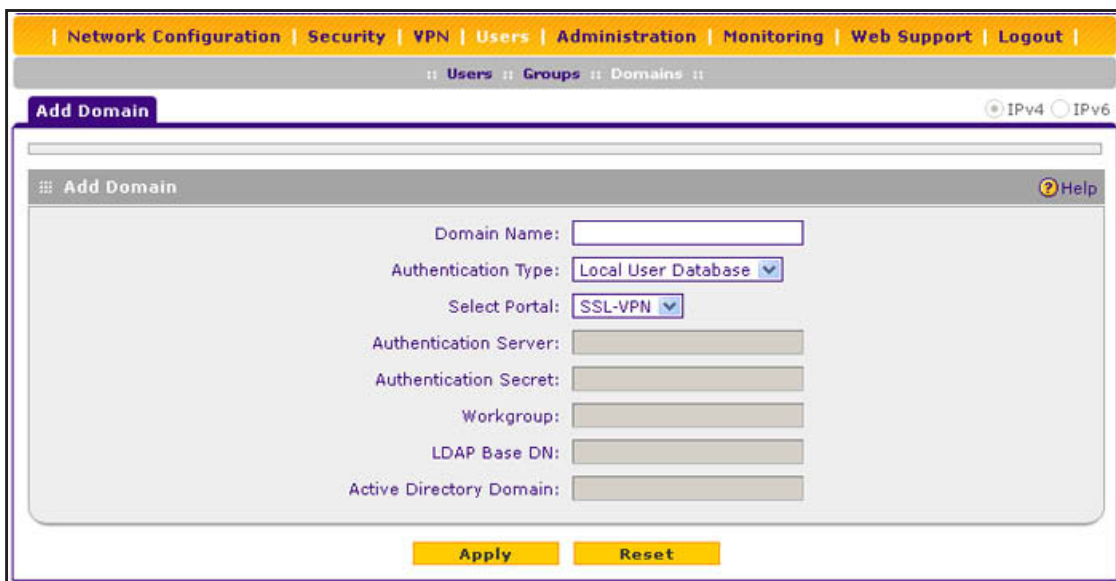 | Network Configuration | Security | VPN | Users | Administration | Monitoring | Web Support | Logout |
:: Users :: Groups :: Domains ::
Add Domain IPv4 IPv6
Add Domain ?Help
Domain Name:
Authentication Type: Local User Database
Select Portal: SSL-VPN
Authentication Server:
Authentication Secret:
Workgroup:
LDAP Base DN:
Active Directory Domain:
Apply Reset